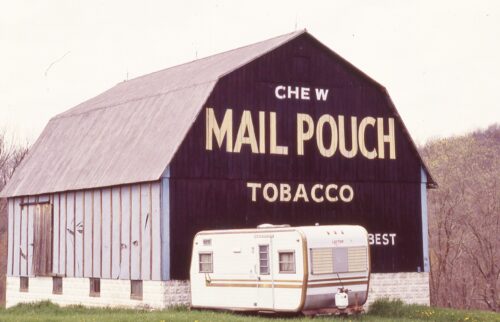 CHEW
MAIL POUCH
TOBACCO
BEST